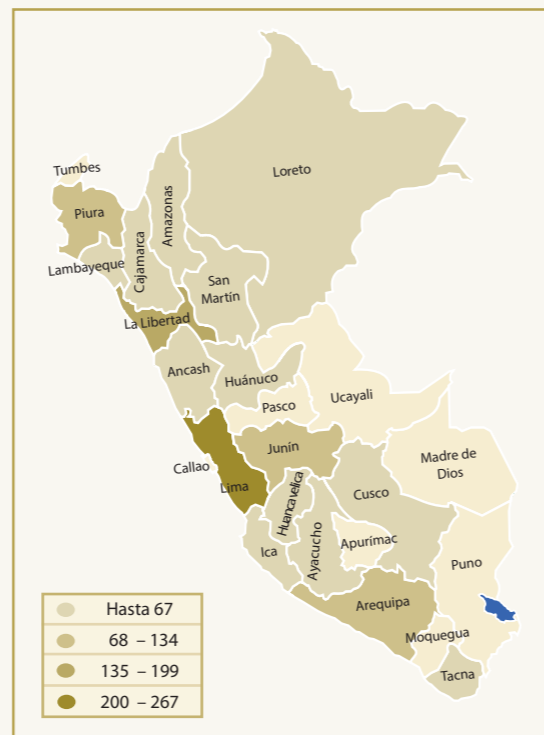 Loreto
Tumbes
Piura
Amazonas
Cajamarca
Lambayeque
San
Martín
La Libertad
Ancash
Huánuco
Pasco
Ucayali
Junín
Callao
Lima
Madre de
Dios
Huancavelica
Cusco
Ayacucho
Apurímac
Ica
Puno
Arequipa
Moquegua
Tacna
Hasta 67
68 – 134
135 – 199
200 – 267